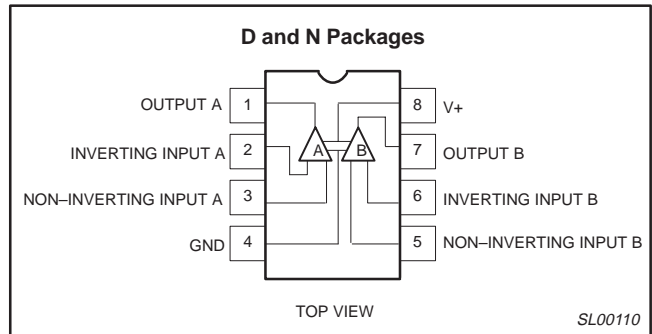 D and N Packages
OUTPUT A 1
8 V+
INVERTING INPUT A 2
A B
7 OUTPUT B
NON–INVERTING INPUT A 3
6 INVERTING INPUT B
GND 4
5 NON–INVERTING INPUT B
TOP VIEW
SL00110